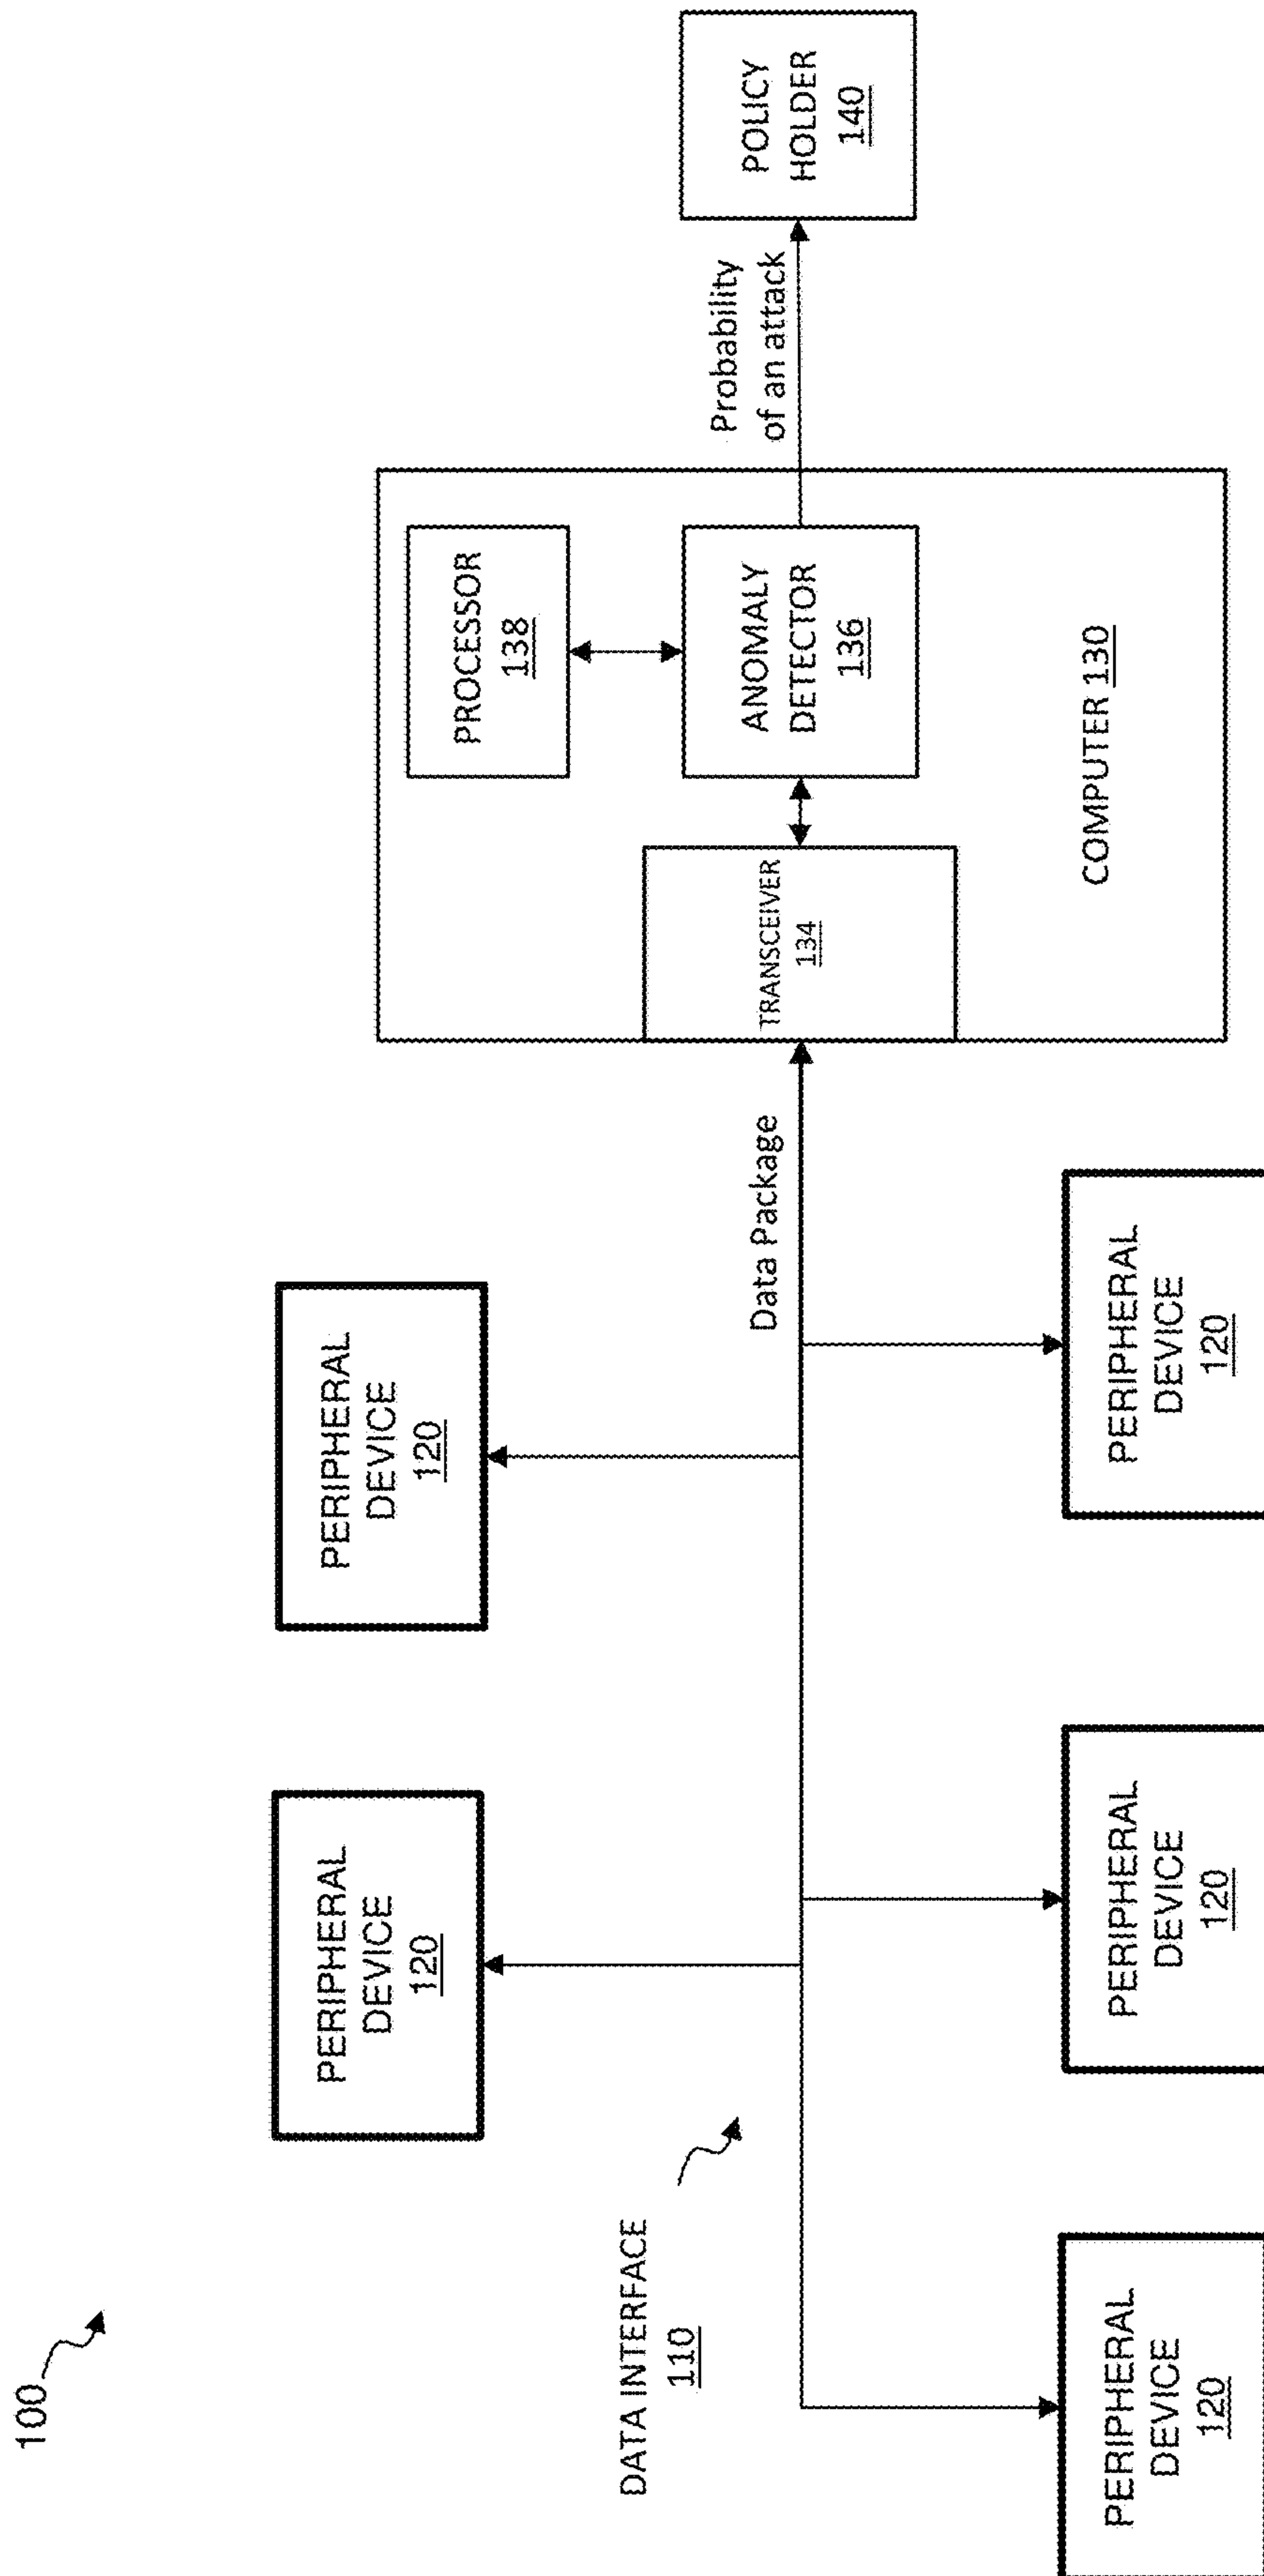 100
PERIPHERAL
DEVICE
120
PERIPHERAL
DEVICE
120
PROCESSOR
138
DATA INTERFACE
110
Data Package
TRANSCEIVER
134
ANOMALY
DETECTOR
136
Probability
of an attack
POLICY
HOLDER
140
COMPUTER 130
PERIPHERAL
DEVICE
120
PERIPHERAL
DEVICE
120
PERIPHERAL
DEVICE
120